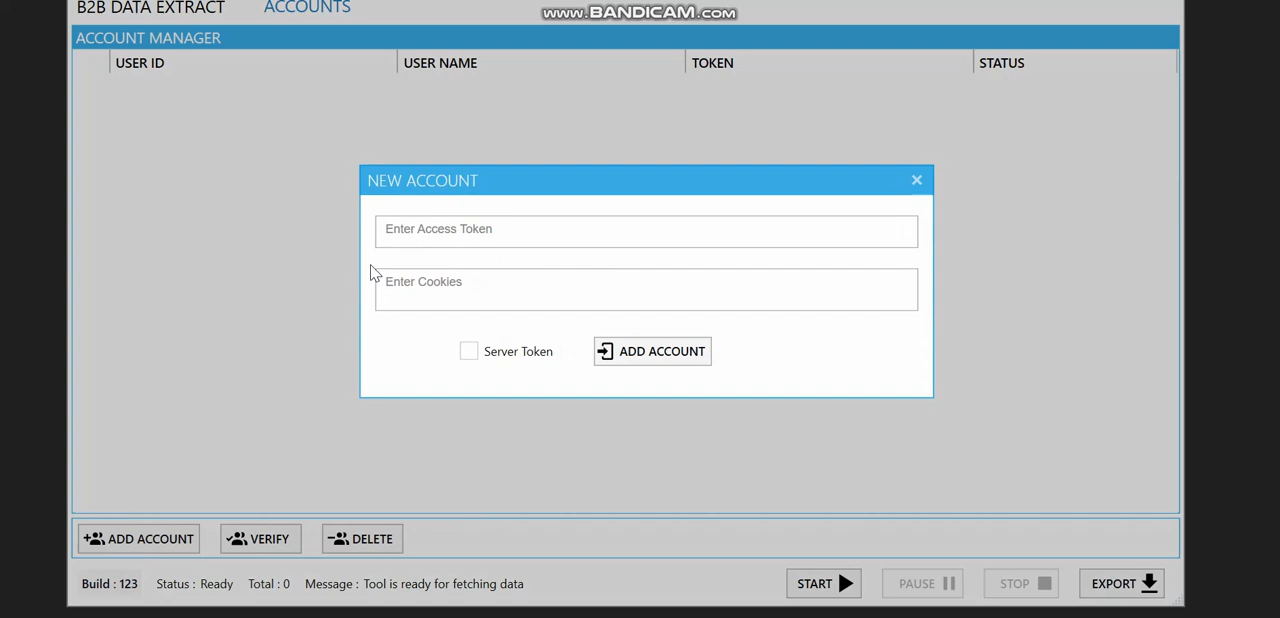 B2B DATA EXTRACT ACCOUNTS
www.BANDICAM.com
ACCOUNT MANAGER
USER ID USER NAME TOKEN STATUS
NEW ACCOUNT
Enter Access Token
Enter Cookies
Server Token ADD ACCOUNT
ADD ACCOUNT VERIFY DELETE
Build : 123 Status : Ready Total : 0 Message : Tool is ready for fetching data START PAUSE STOP EXPORT